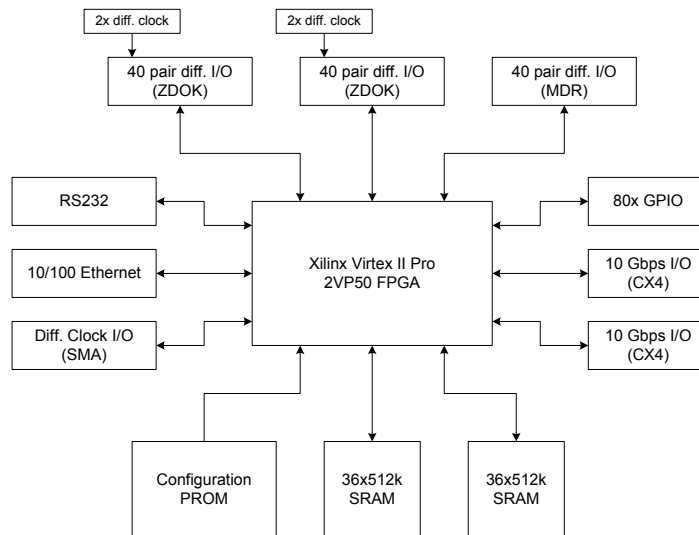 2x diff. clock
2x diff. clock
40 pair diff. I/O
(ZDOK)
40 pair diff. I/O
(ZDOK)
40 pair diff. I/O
(MDR)
RS232
80x GPIO
Xilinx Virtex II Pro
2VP50 FPGA
10/100 Ethernet
10 Gbps I/O
(CX4)
Diff. Clock I/O
(SMA)
10 Gbps I/O
(CX4)
Configuration
PROM
36x512k
SRAM
36x512k
SRAM